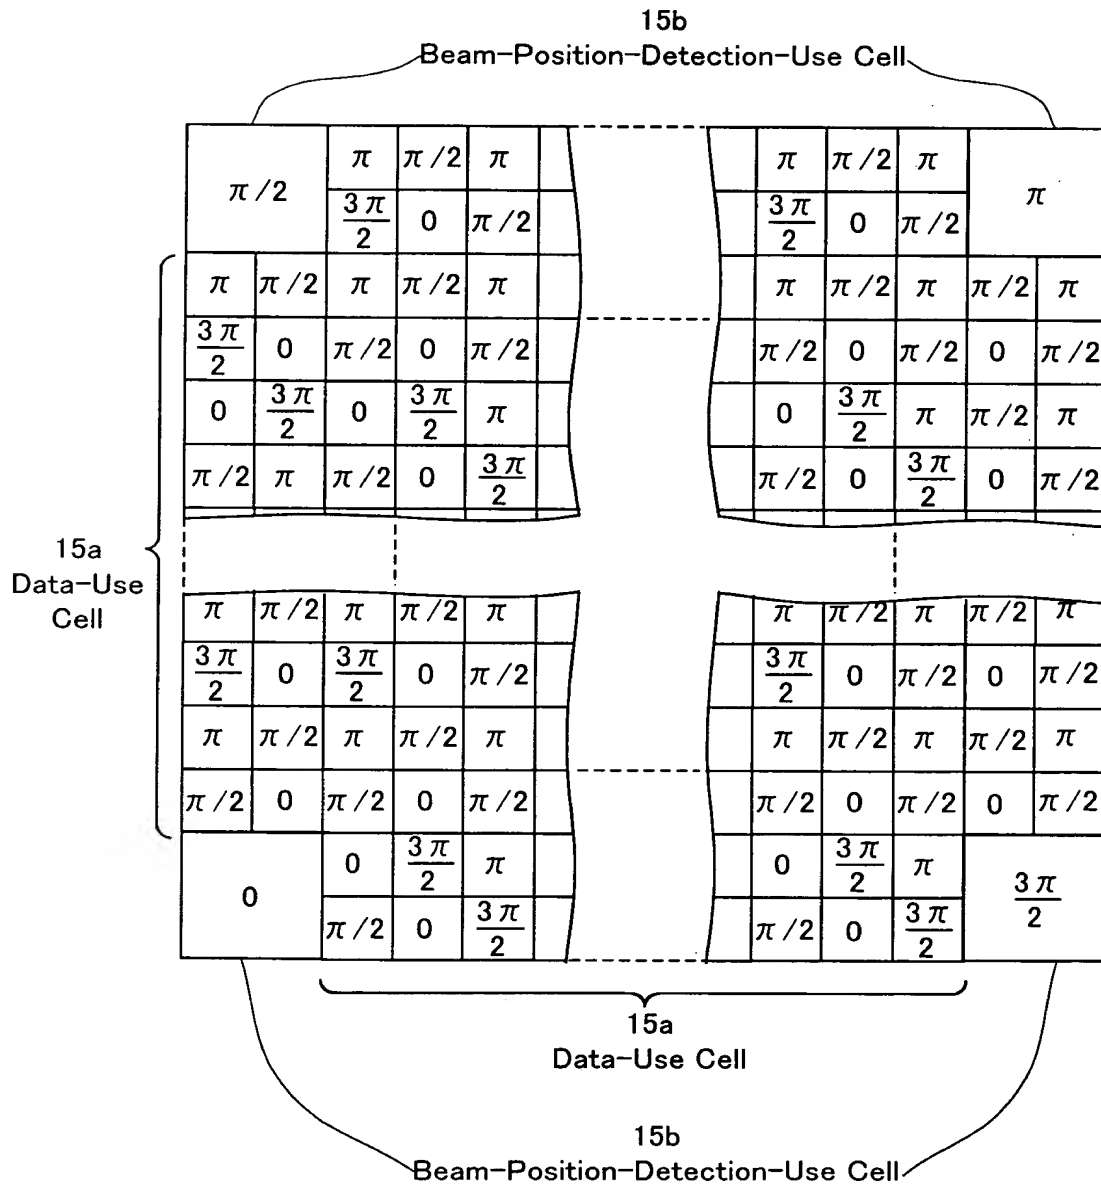 15b
Beam-Position-Detection-Use Cell
π/2 π π/2 π π π/2 π π
3π/2 0 π/2 3π/2 0 π/2
π π/2 π π/2 π π π/2 π π/2 π
3π/2 0 π/2 0 π/2 π/2 0 π/2 0 π/2
0 3π/2 0 3π/2 π 0 3π/2 π π/2 π
π/2 π π/2 0 3π/2 π/2 0 3π/2 0 π/2
15a
Data-Use
Cell
π π/2 π π/2 π π π/2 π π/2 π
3π/2 0 3π/2 0 π/2 3π/2 0 π/2 0 π/2
π π/2 π π/2 π π π/2 π π/2 π
π/2 0 π/2 0 π/2 π/2 0 π/2 0 π/2
0 0 3π/2 π 0 3π/2 π 3π/2
π/2 0 3π/2 π/2 0 3π/2
15a
Data-Use Cell
15b
Beam-Position-Detection-Use Cell